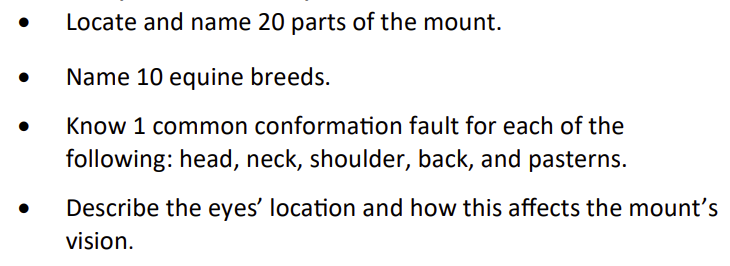 • Locate and name 20 parts of the mount.
• Name 10 equine breeds.
• Know 1 common conformation fault for each of the
following: head, neck, shoulder, back, and pasterns.
• Describe the eyes’ location and how this affects the mount’s
vision.